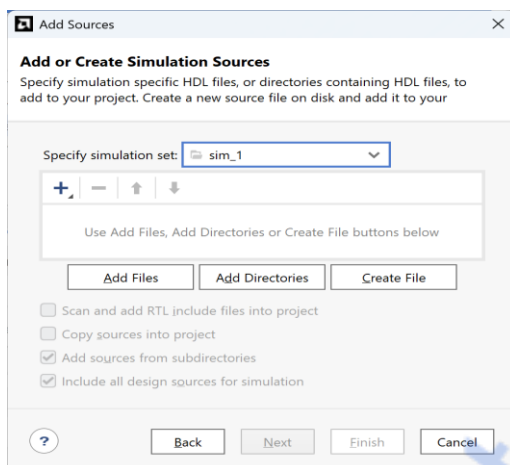 Add Sources
Add or Create Simulation Sources
Specify simulation specific HDL files, or directories containing HDL files, to
add to your project. Create a new source file on disk and add it to your
Specify simulation set: sim_1
Use Add Files, Add Directories or Create File buttons below
Add Files Add Directories Create File
Scan and add RTL include files into project
Copy sources into project
Add sources from subdirectories
Include all design sources for simulation
? Back Next Finish Cancel